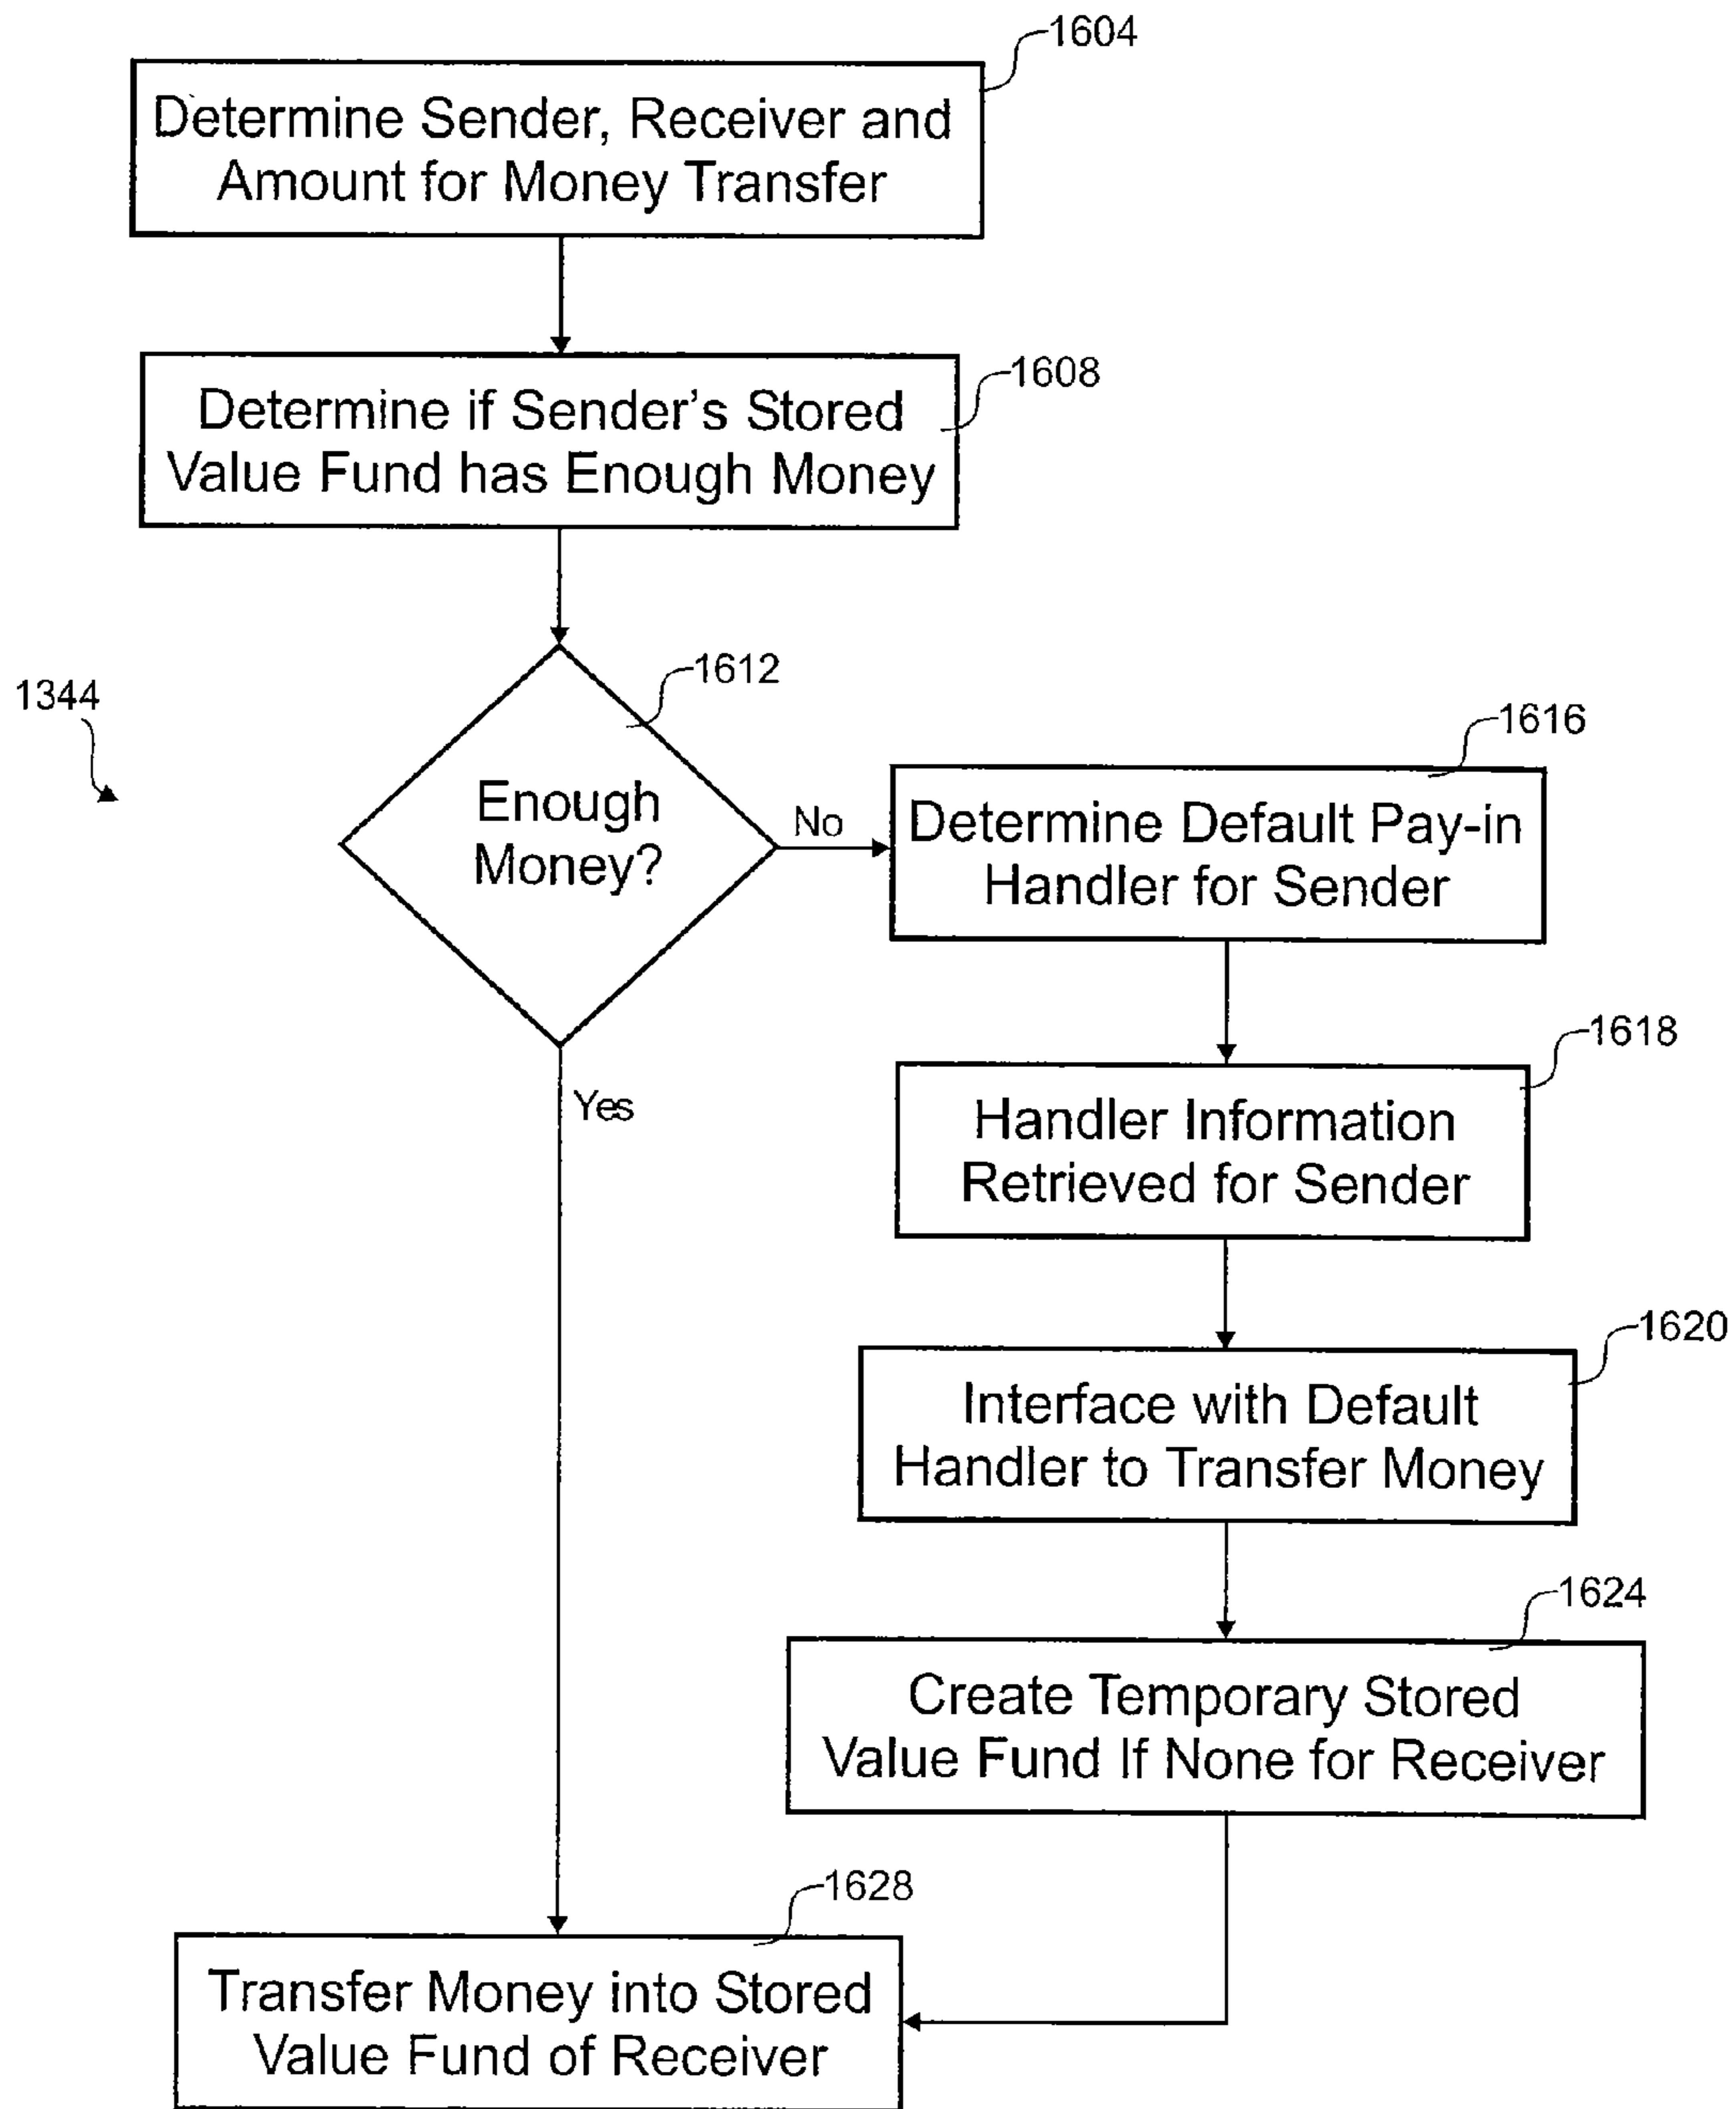 1604
Determine Sender, Receiver and
Amount for Money Transfer
1608
Determine if Sender's Stored
Value Fund has Enough Money
1344
1612
Enough
Money?
No
Yes
1616
Determine Default Pay-in
Handler for Sender
1618
Handler Information
Retrieved for Sender
1620
Interface with Default
Handler to Transfer Money
1624
Create Temporary Stored
Value Fund If None for Receiver
1628
Transfer Money into Stored
Value Fund of Receiver